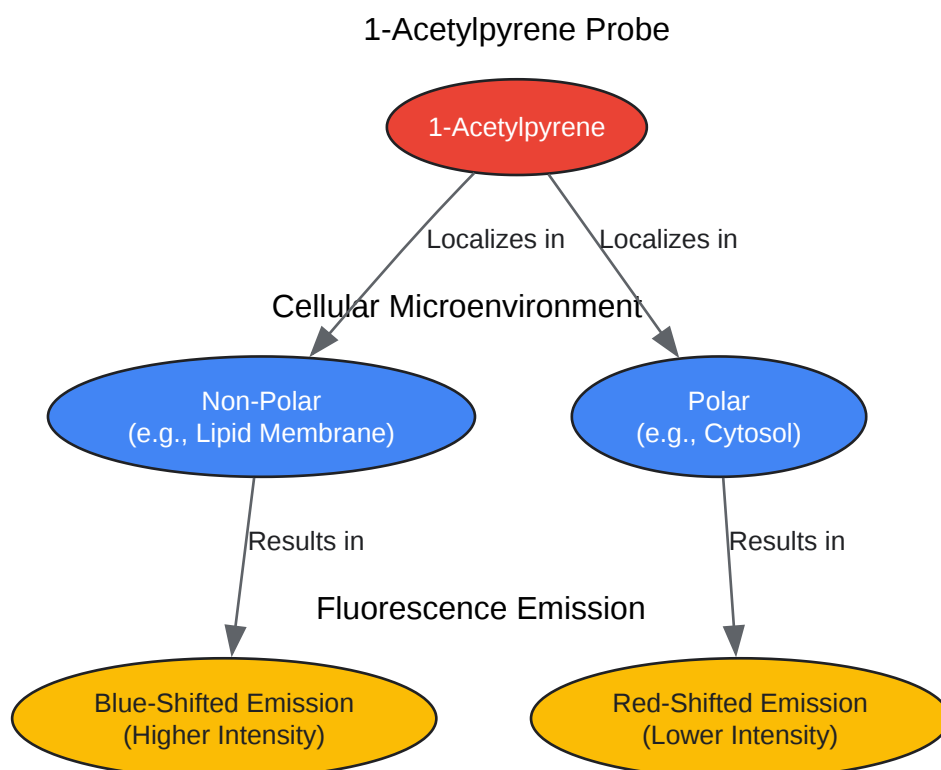 1-Acetylpyrene Probe
1-Acetylpyrene
Localizes in
Localizes in
Cellular Microenvironment
Non-Polar
(e.g., Lipid Membrane)
Polar
(e.g., Cytosol)
Results in
Results in
Fluorescence Emission
Blue-Shifted Emission
(Higher Intensity)
Red-Shifted Emission
(Lower Intensity)